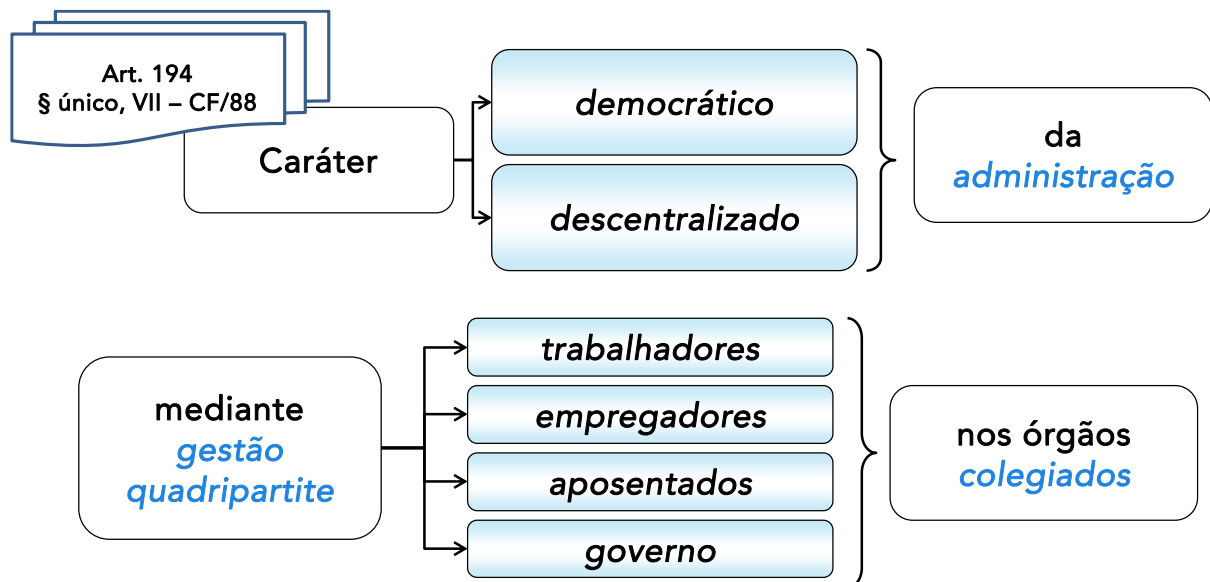 Art. 194
§ único, VII – CF/88
Caráter
democrático
descentralizado
da
administração
mediante
gestão
quadripartite
trabalhadores
empregadores
aposentados
governo
nos órgãos
colegiados